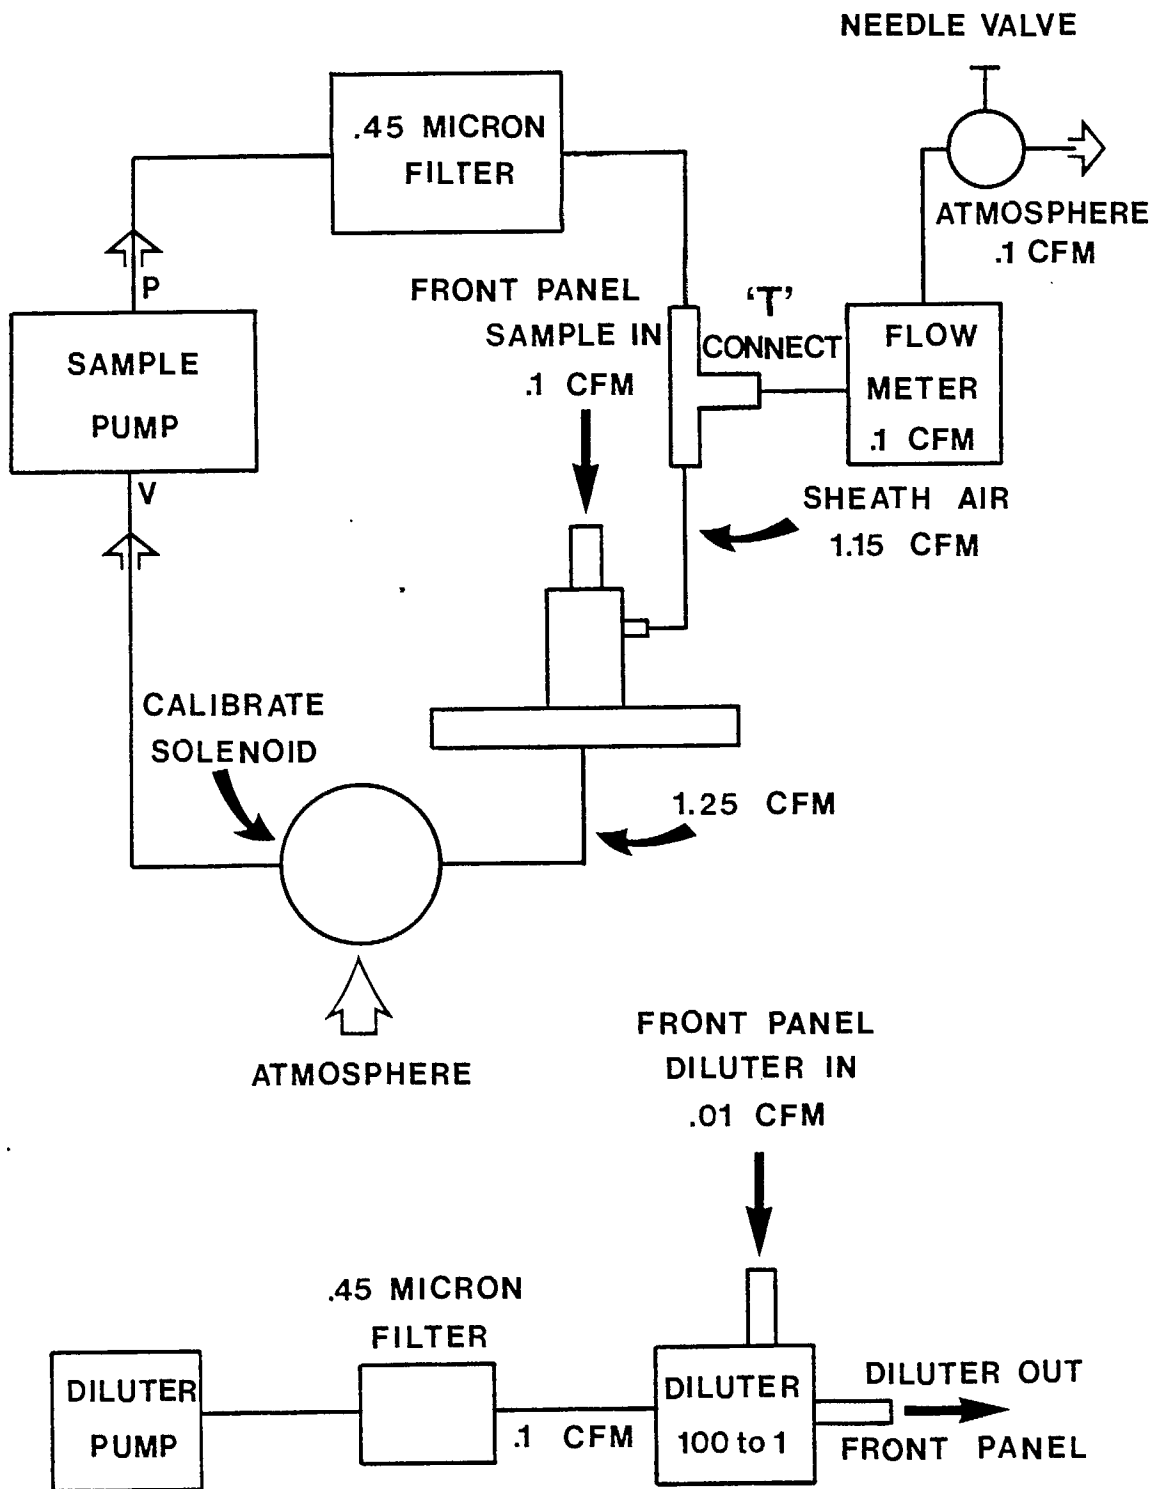 NEEDLE VALVE
.45 MICRON
FILTER
ATMOSPHERE
.1 CFM
P
FRONT PANEL
SAMPLE IN
.1 CFM
'T'
CONNECT
FLOW
METER
.1 CFM
SAMPLE
PUMP
V
SHEATH AIR
1.15 CFM
CALIBRATE
SOLENOID
1.25 CFM
ATMOSPHERE
FRONT PANEL
DILUTER IN
.01 CFM
.45 MICRON
FILTER
DILUTER
PUMP
.1 CFM
DILUTER
100 to 1
DILUTER OUT
FRONT PANEL